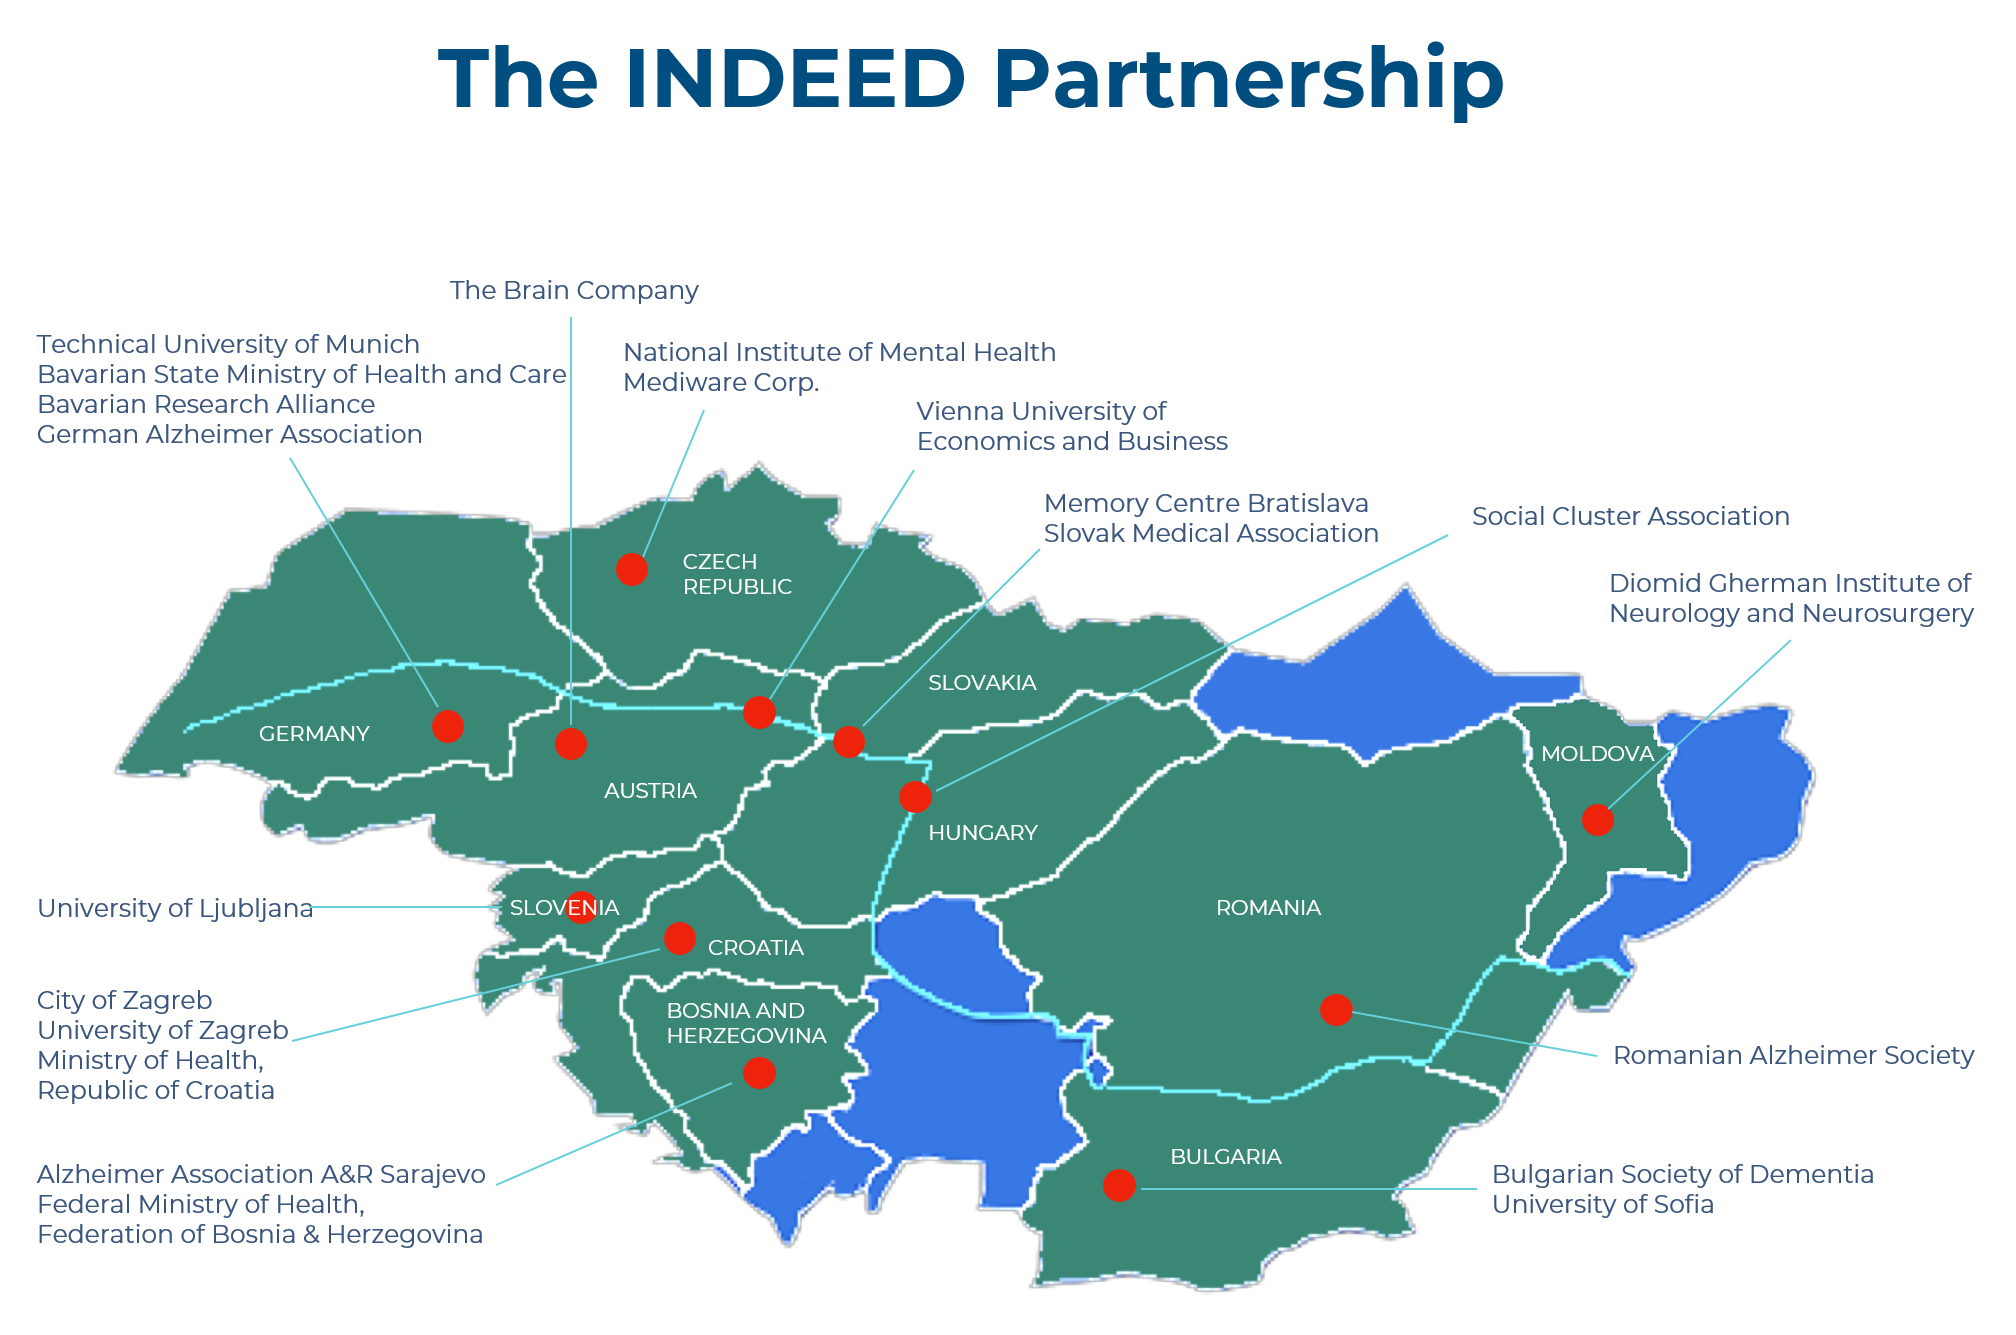 The INDEED Partnership
The Brain Company
Technical University of Munich
Bavarian State Ministry of Health and Care
Bavarian Research Alliance
German Alzheimer Association
National Institute of Mental Health
Mediware Corp.
Vienna University of
Economics and Business
Memory Centre Bratislava
Slovak Medical Association
Social Cluster Association
Diomid Gherman Institute of
Neurology and Neurosurgery
CZECH
REPUBLIC
SLOVAKIA
GERMANY
MOLDOVA
AUSTRIA
HUNGARY
University of Ljubljana
SLOVENIA
ROMANIA
CROATIA
City of Zagreb
University of Zagreb
Ministry of Health,
Republic of Croatia
BOSNIA AND
HERZEGOVINA
Romanian Alzheimer Society
BULGARIA
Alzheimer Association A&R Sarajevo
Federal Ministry of Health,
Federation of Bosnia & Herzegovina
Bulgarian Society of Dementia
University of Sofia